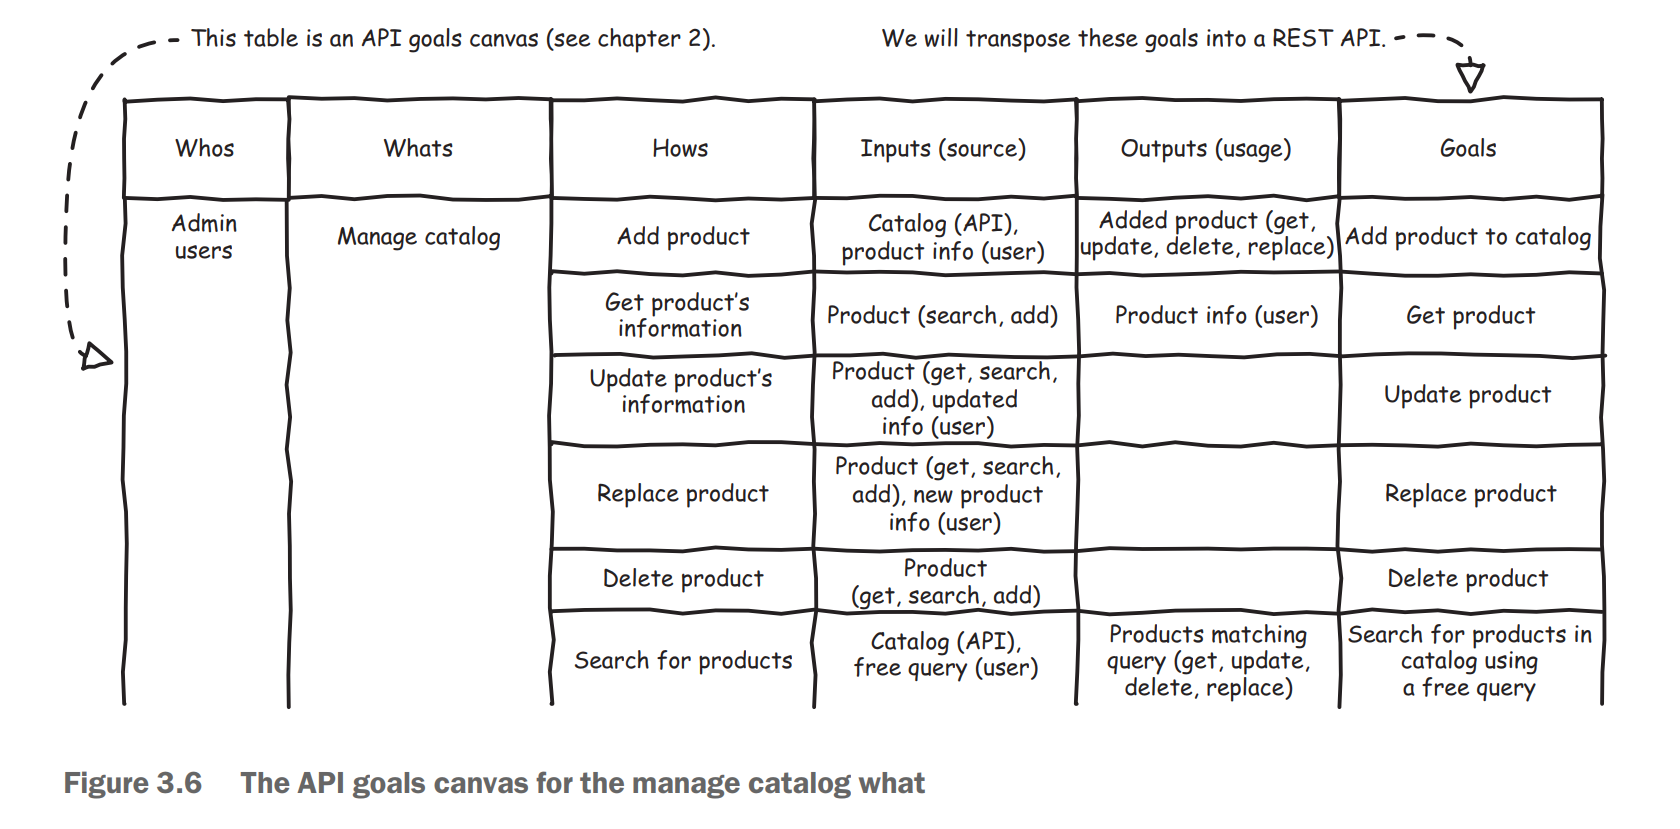 This table is an API goals canvas (see chapter 2).
We will transpose these goals into a REST API.
Whos
Whats
Hows
Inputs (source)
Outputs (usage)
Goals
Admin
users
Manage catalog
Add product
Catalog (API),
product info (user)
Added product (get,
update, delete, replace)
Add product to catalog
Get product's
information
Product (search, add)
Product info (user)
Get product
Update product's
information
Product (get, search,
add), updated
info (user)
Update product
Replace product
Product (get, search,
add), new product
info (user)
Replace product
Delete product
Product
(get, search, add)
Delete product
Search for products
Catalog (API),
free query (user)
Products matching
query (get, update,
delete, replace)
Search for products in
catalog using
a free query
Figure 3.6 The API goals canvas for the manage catalog what